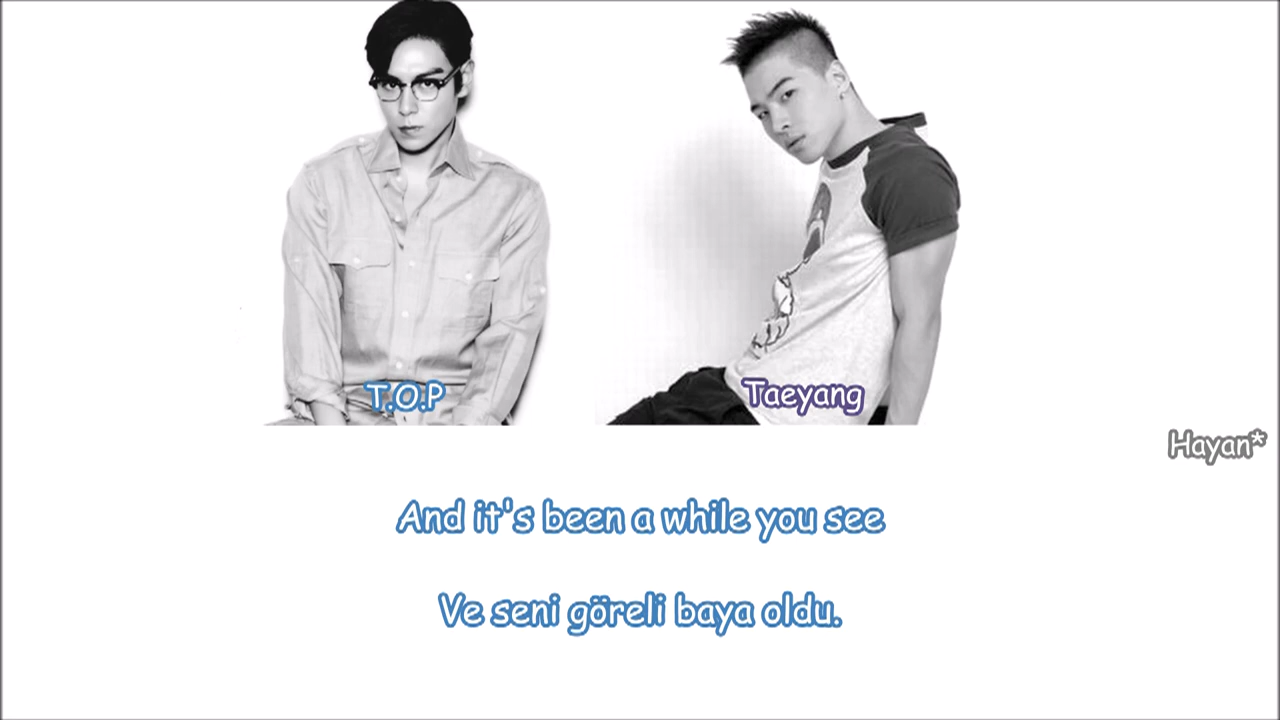 T.O.P
Taeyang
Hayan*
And it's been a while you see
Ve seni göreli baya oldu.